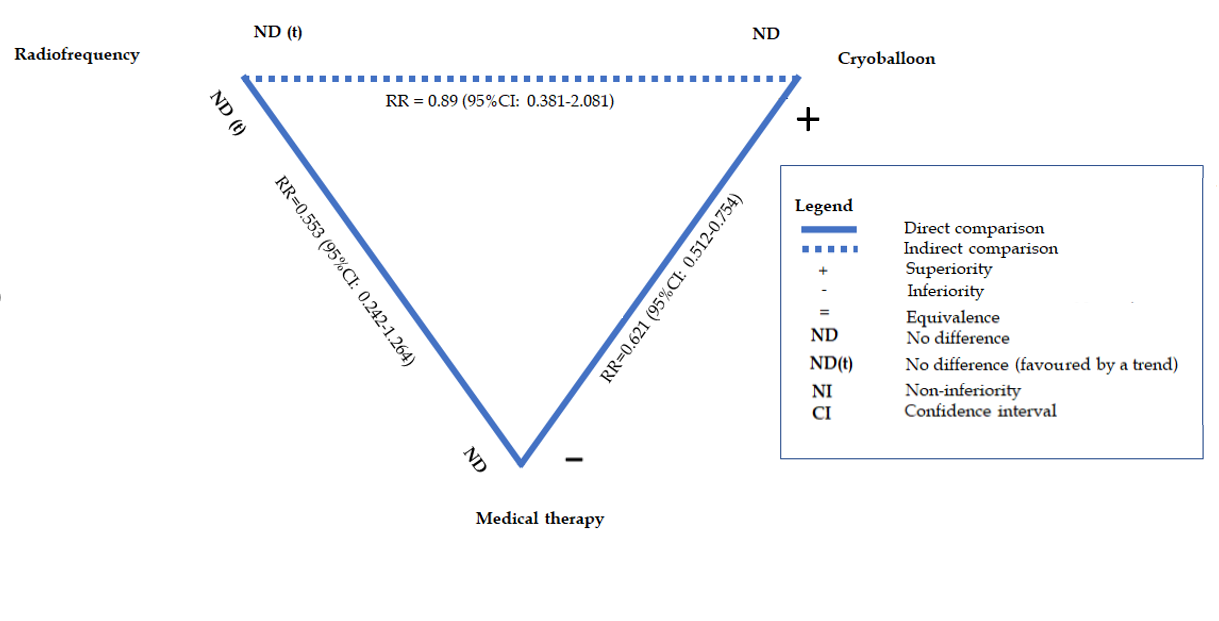 ND (t)
ND
Radiofrequency
Cryoballoon
RR = 0.89 (95%CI: 0.381-2.081)
ND (t)
+
RR=0.553 (95%CI: 0.242-1.264)
RR=0.621 (95%CI: 0.512-0.754)
ND
-
Medical therapy
Legend
Direct comparison
Indirect comparison
+ Superiority
- Inferiority
= Equivalence
ND No difference
ND(t) No difference (favoured by a trend)
NI Non-inferiority
CI Confidence interval